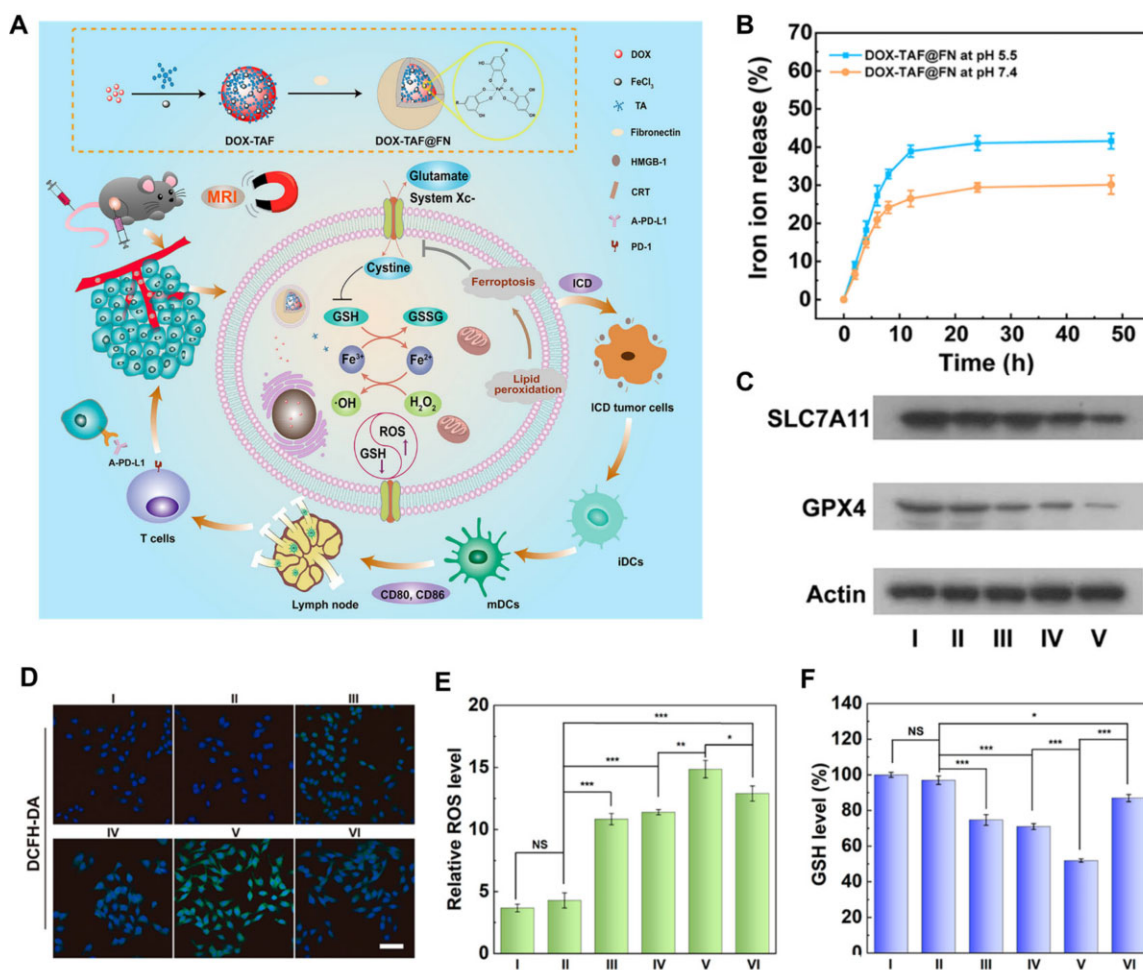 A
DOX
FeCl3
TA
Fibronectin
HMGB-1
CRT
A-PD-L1
PD-1
DOX-TAF
DOX-TAF@FN
MRI
Glutamate
System Xc-
Cystine
Ferroptosis
ICD
GSH
GSSG
Fe3+
Fe2+
Lipid
peroxidation
·OH
H2O2
ROS
GSH
ICD tumor cells
A-PD-L1
T cells
Lymph node
CD80, CD86
mDCs
iDCs
B
Iron ion release (%)
70
60
50
40
30
20
10
0
DOX-TAF@FN at pH 5.5
DOX-TAF@FN at pH 7.4
0 10 20 30 40 50
Time (h)
C
SLC7A11
GPX4
Actin
I II III IV V
D
DCFH-DA
I II III
IV V VI
E
Relative ROS level
20
15
10
5
0
NS
***
***
***
**
*
I II III IV V VI
F
GSH level (%)
140
120
100
80
60
40
20
0
NS
***
***
*
***
***
I II III IV V VI